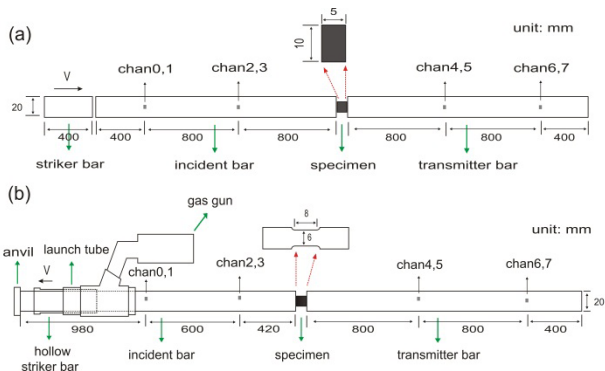 (a)
5
10
unit: mm
V
chan0,1
chan2,3
chan4,5
chan6,7
20
400
400
800
800
800
800
400
striker bar
incident bar
specimen
transmitter bar
(b)
gas gun
8
6
unit: mm
anvil
launch tube
V
chan0,1
chan2,3
chan4,5
chan6,7
20
980
600
420
800
800
400
hollow
striker bar
incident bar
specimen
transmitter bar